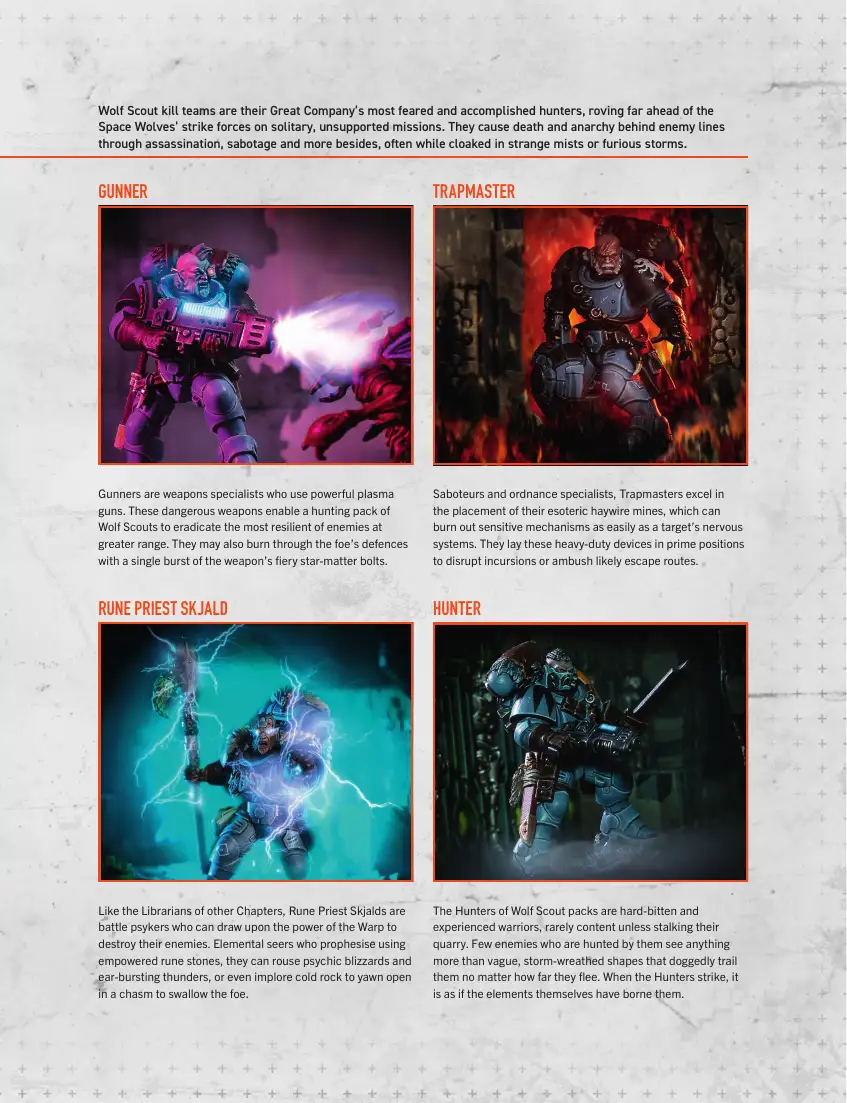 Wolf Scout kill teams are their Great Company's most feared and accomplished hunters, roving far ahead of the
Space Wolves' strike forces on solitary, unsupported missions. They cause death and anarchy behind enemy lines
through assassination, sabotage and more besides, often while cloaked in strange mists or furious storms.
GUNNER
Gunners are weapons specialists who use powerful plasma
guns. These dangerous weapons enable a hunting pack of
Wolf Scouts to eradicate the most resilient of enemies at
greater range. They may also burn through the foe's defences
with a single burst of the weapon's fiery star-matter bolts.
TRAPMASTER
Saboteurs and ordnance specialists, Trapmasters excel in
the placement of their esoteric haywire mines, which can
burn out sensitive mechanisms as easily as a target's nervous
systems. They lay these heavy-duty devices in prime positions
to disrupt incursions or ambush likely escape routes.
RUNE PRIEST SKJALD
Like the Librarians of other Chapters, Rune Priest Skjalds are
battle psykers who can draw upon the power of the Warp to
destroy their enemies. Elemental seers who prophesise using
empowered rune stones, they can rouse psychic blizzards and
ear-bursting thunders, or even implore cold rock to yawn open
in a chasm to swallow the foe.
HUNTER
The Hunters of Wolf Scout packs are hard-bitten and
experienced warriors, rarely content unless stalking their
quarry. Few enemies who are hunted by them see anything
more than vague, storm-wreathed shapes that doggedly trail
them no matter how far they flee. When the Hunters strike, it
is as if the elements themselves have borne them.